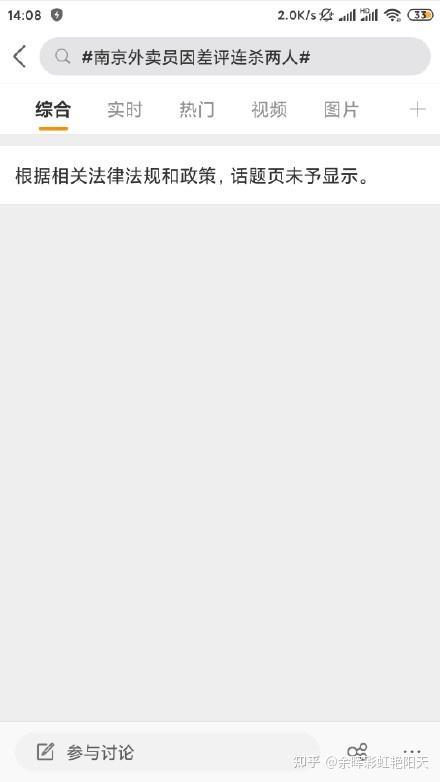 14:08 2.0K/s HD 33
#南京外卖员因差评连杀两人#
综合 实时 热门 视频 图片
根据相关法律法规和政策，话题页未予显示。
参与讨论
知乎 @余晖彩虹艳阳天